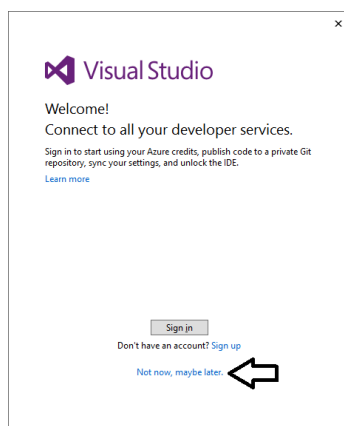 Visual Studio
Welcome!
Connect to all your developer services.
Sign in to start using your Azure credits, publish code to a private Git
repository, sync your settings, and unlock the IDE.
Learn more
Sign in
Don't have an account? Sign up
Not now, maybe later.